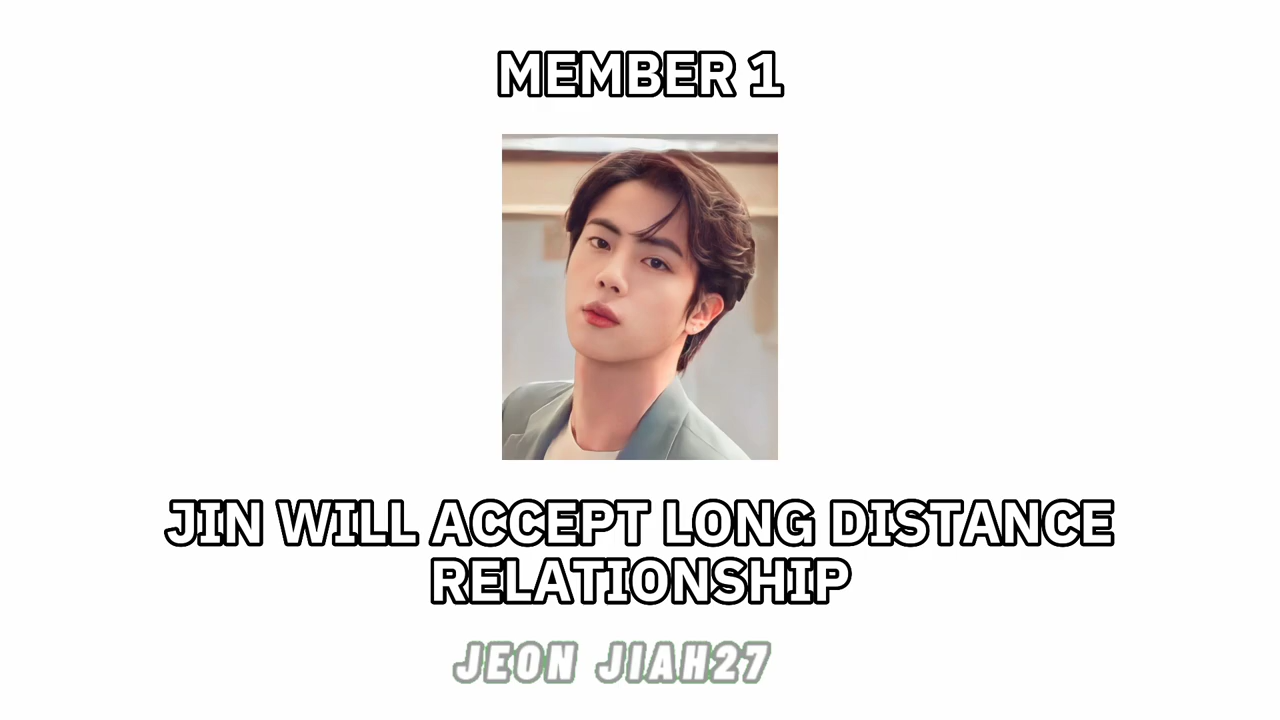 MEMBER 1
JIN WILL ACCEPT LONG DISTANCE
RELATIONSHIP
JEON JIAH27